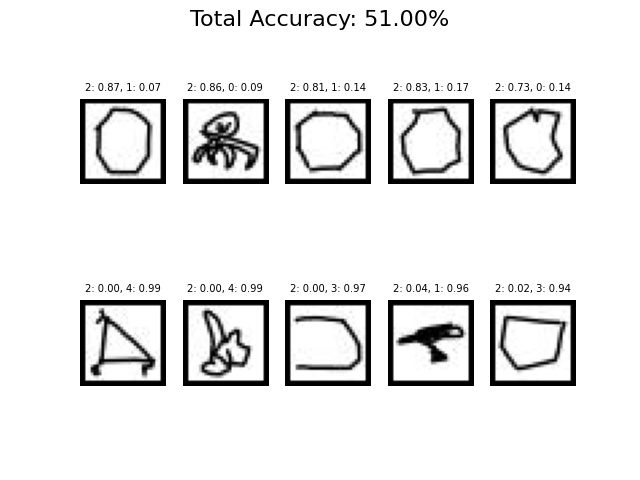 Total Accuracy: 51.00%
2: 0.87, 1: 0.07
2: 0.86, 0: 0.09
2: 0.81, 1: 0.14
2: 0.83, 1: 0.17
2: 0.73, 0: 0.14
2: 0.00, 4: 0.99
2: 0.00, 4: 0.99
2: 0.00, 3: 0.97
2: 0.04, 1: 0.96
2: 0.02, 3: 0.94